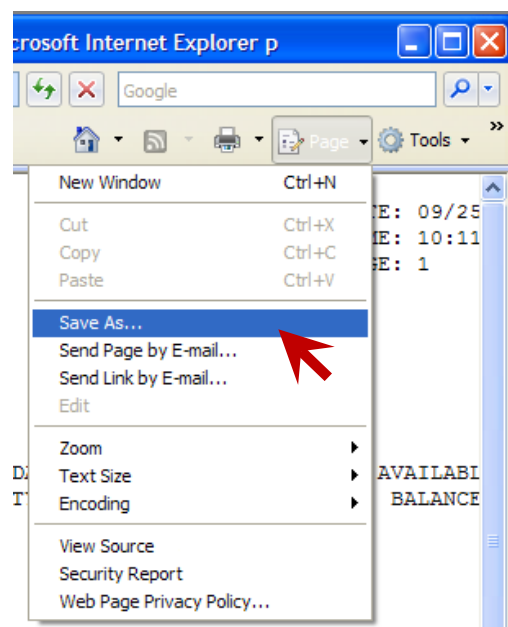 crosoft Internet Explorer p
Google
Page Tools »
New Window Ctrl+N
TE: 09/25
Cut Ctrl+X
ME: 10:11
Copy Ctrl+C
GE: 1
Paste Ctrl+V
Save As...
Send Page by E-mail...
Send Link by E-mail...
Edit
Zoom
DA Text Size AVAILABL
T Encoding BALANCE
View Source
Security Report
Web Page Privacy Policy...